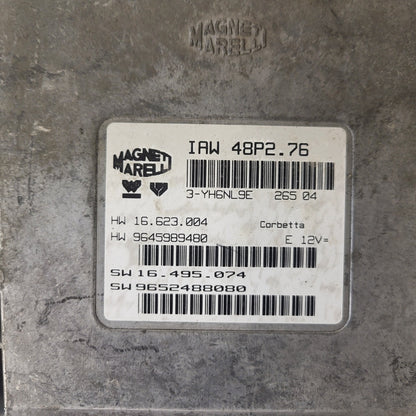 MAGNETI
MARELLI
MAGNETI
MARELLI
IAW 48P2.76
3-YH6NL9E 265 04
HW 16.623.004 Corbetta
HW 9645989480 E 12V=
SW 16.495.074
SW 9652488080